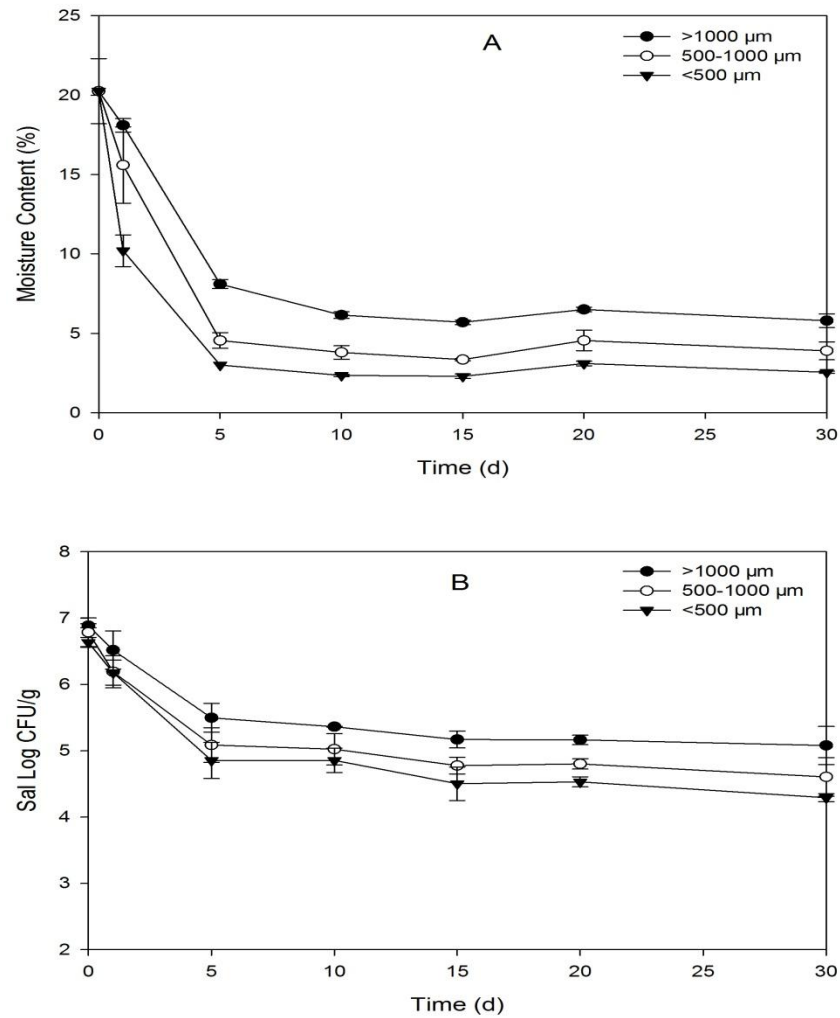 A
>1000 µm
500-1000 µm
<500 µm
Moisture Content (%)
25
20
15
10
5
0
0 5 10 15 20 25 30
Time (d)
B
>1000 µm
500-1000 µm
<500 µm
Sal Log CFU/g
8
7
6
5
4
3
2
0 5 10 15 20 25 30
Time (d)